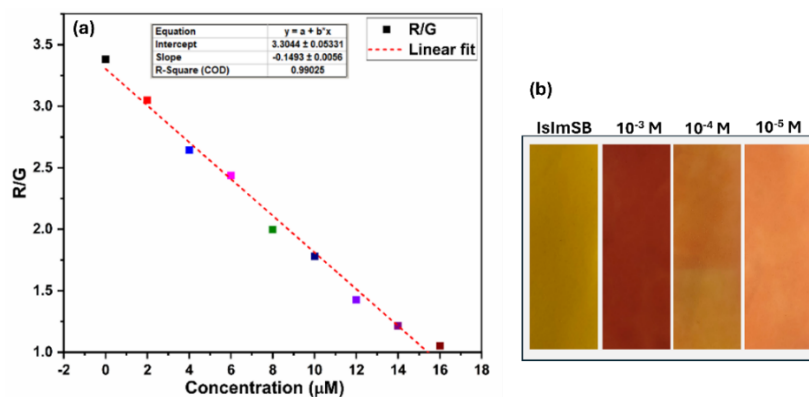 (a)
Equation y = a + b*x
Intercept 3.3044 ± 0.05331
Slope -0.1493 ± 0.0056
R-Square (COD) 0.99025
R/G
Linear fit
3.5
3.0
2.5
2.0
1.5
1.0
R/G
-2 0 2 4 6 8 10 12 14 16 18
Concentration (μM)
(b)
IsImSB 10⁻³ M 10⁻⁴ M 10⁻⁵ M